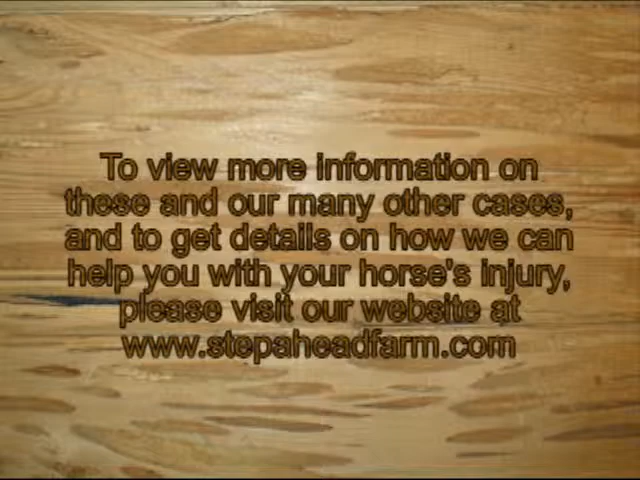 To view more information on
these and our many other cases,
and to get details on how we can
help you with your horse's injury,
please visit our website at
www.stepaheadfarm.com